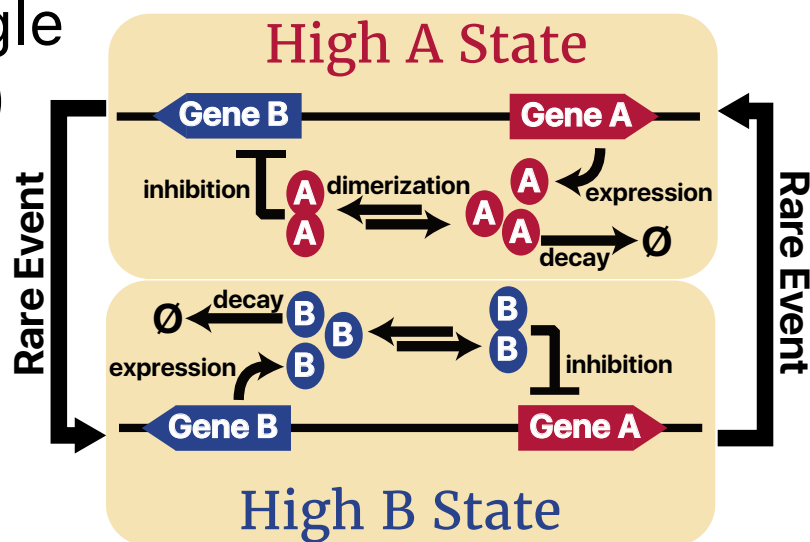 gle
)
High A State
Gene B
Gene A
inhibition
A
A
dimerization
A
A
A
expression
decay
Ø
Rare Event
Rare Event
Ø
decay
B
B
B
expression
B
B
inhibition
Gene B
Gene A
High B State